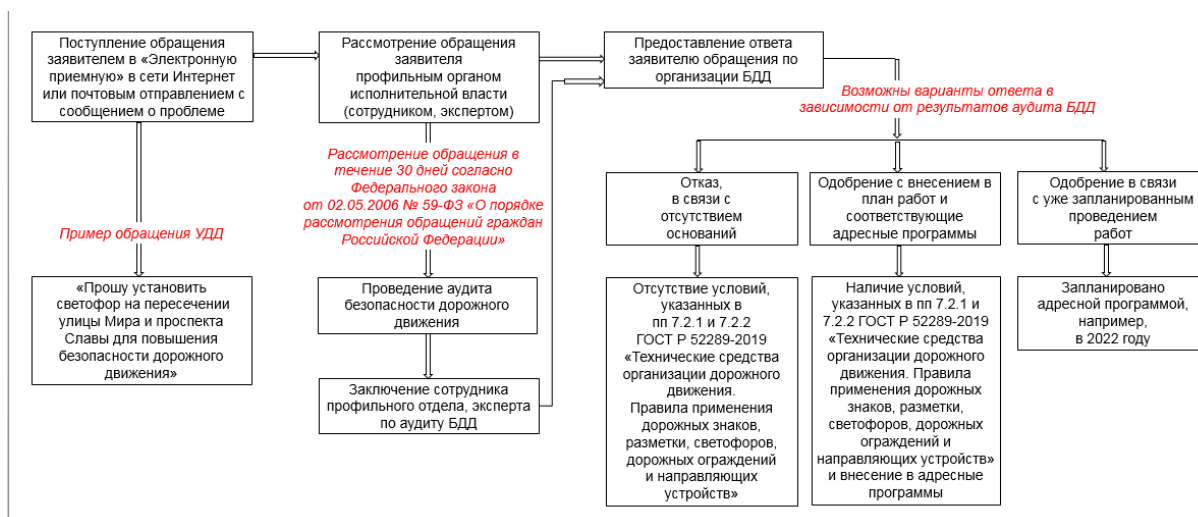 Поступление обращения
заявителем в «Электронную
приемную» в сети Интернет
или почтовым отправлением с
сообщением о проблеме
Рассмотрение обращения
заявителя
профильным органом
исполнительной власти
(сотрудником, экспертом)
Предоставление ответа
заявителю обращения по
организации БДД
Возможны варианты ответа в
зависимости от результатов аудита БДД
Рассмотрение обращения в
течение 30 дней согласно
Федерального закона
от 02.05.2006 № 59-ФЗ «О порядке
рассмотрения обращений граждан
Российской Федерации»
Пример обращения УДД
Отказ,
в связи с
отсутствием
оснований
Одобрение с внесением в
план работ и
соответствующие
адресные программы
Одобрение в связи
с уже запланированным
проведением
работ
«Прошу установить
светофор на пересечении
улицы Мира и проспекта
Славы для повышения
безопасности дорожного
движения»
Проведение аудита
безопасности дорожного
движения
Заключение сотрудника
профильного отдела, эксперта
по аудиту БДД
Отсутствие условий,
указанных в
пп 7.2.1 и 7.2.2
ГОСТ Р 52289-2019
«Технические средства
организации дорожного
движения.
Правила применения
дорожных знаков,
разметки, светофоров,
дорожных ограждений
и направляющих
устройств»
Наличие условий,
указанных в пп 7.2.1 и
7.2.2 ГОСТ Р 52289-2019
«Технические средства
организации дорожного
движения. Правила
применения дорожных
знаков, разметки,
светофоров, дорожных
ограждений и
направляющих устройств»
и внесение в адресные
программы
Запланировано
адресной программой,
например,
в 2022 году